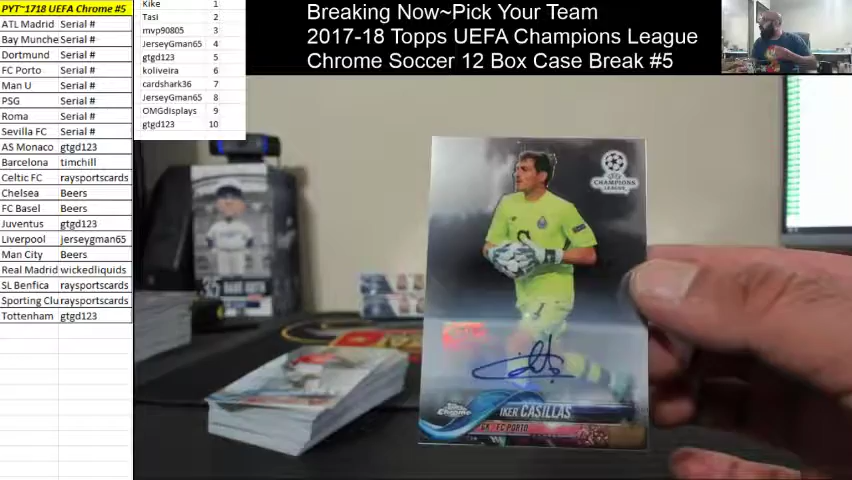 PYT~1718 UEFA Chrome #5
ATL Madrid Serial #
Bay Munche Serial #
Dortmund Serial #
FC Porto Serial #
Man U Serial #
PSG Serial #
Roma Serial #
Sevilla FC Serial #
AS Monaco gtgd123
Barcelona timchill
Celtic FC raysportscards
Chelsea Beers
FC Basel Beers
Juventus gtgd123
Liverpool jerseygman65
Man City Beers
Real Madrid wickedliquids
SL Benfica raysportscards
Sporting Clu raysportscards
Tottenham gtgd123
Kike 1
Tasi 2
mvp90805 3
JerseyGman65 4
gtgd123 5
koliveira 6
cardshark36 7
JerseyGman65 8
OMGdisplays 9
gtgd123 10
Breaking Now~Pick Your Team
2017-18 Topps UEFA Champions League
Chrome Soccer 12 Box Case Break #5
UEFA
CHAMPIONS
LEAGUE
Topps
Chrome
IKER CASILLAS
GK FC PORTO